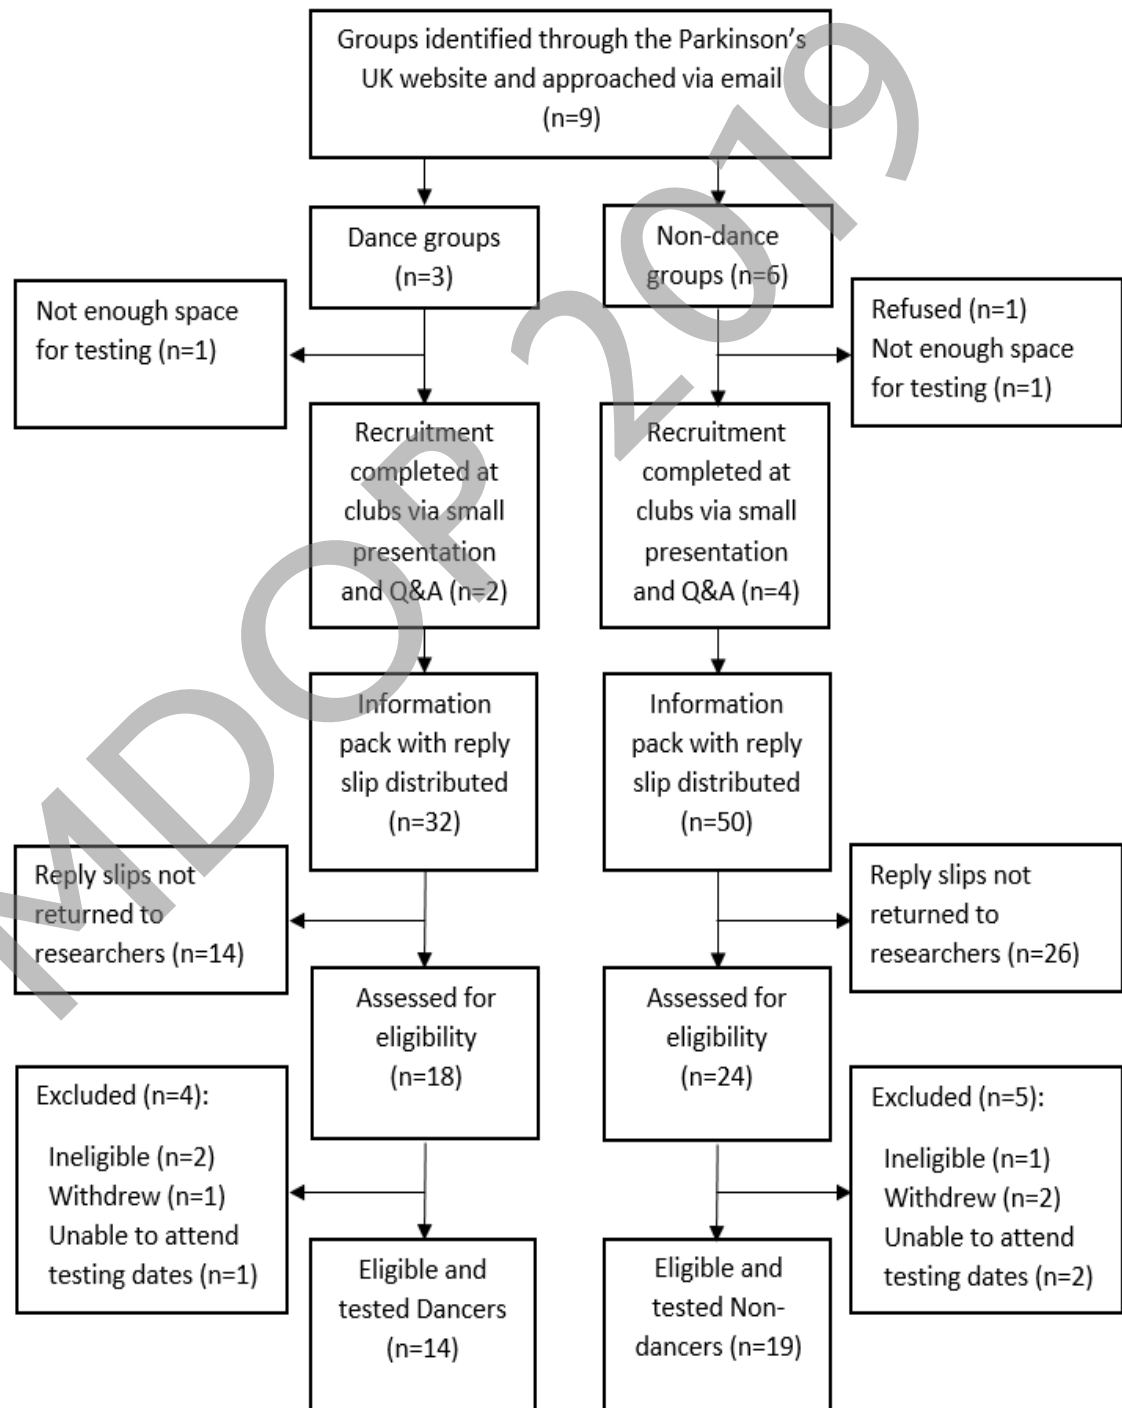 Groups identified through the Parkinson's
UK website and approached via email
(n=9)
Dance groups
(n=3)
Non-dance
groups (n=6)
Not enough space
for testing (n=1)
Refused (n=1)
Not enough space
for testing (n=1)
Recruitment
completed at
clubs via small
presentation
and Q&A (n=2)
Recruitment
completed at
clubs via small
presentation
and Q&A (n=4)
Information
pack with reply
slip distributed
(n=32)
Information
pack with reply
slip distributed
(n=50)
Reply slips not
returned to
researchers (n=14)
Reply slips not
returned to
researchers (n=26)
Assessed for
eligibility
(n=18)
Assessed for
eligibility
(n=24)
Excluded (n=4):
Ineligible (n=2)
Withdrew (n=1)
Unable to attend
testing dates (n=1)
Excluded (n=5):
Ineligible (n=1)
Withdrew (n=2)
Unable to attend
testing dates (n=2)
Eligible and
tested Dancers
(n=14)
Eligible and
tested Non-
dancers (n=19)
MDOP 2019